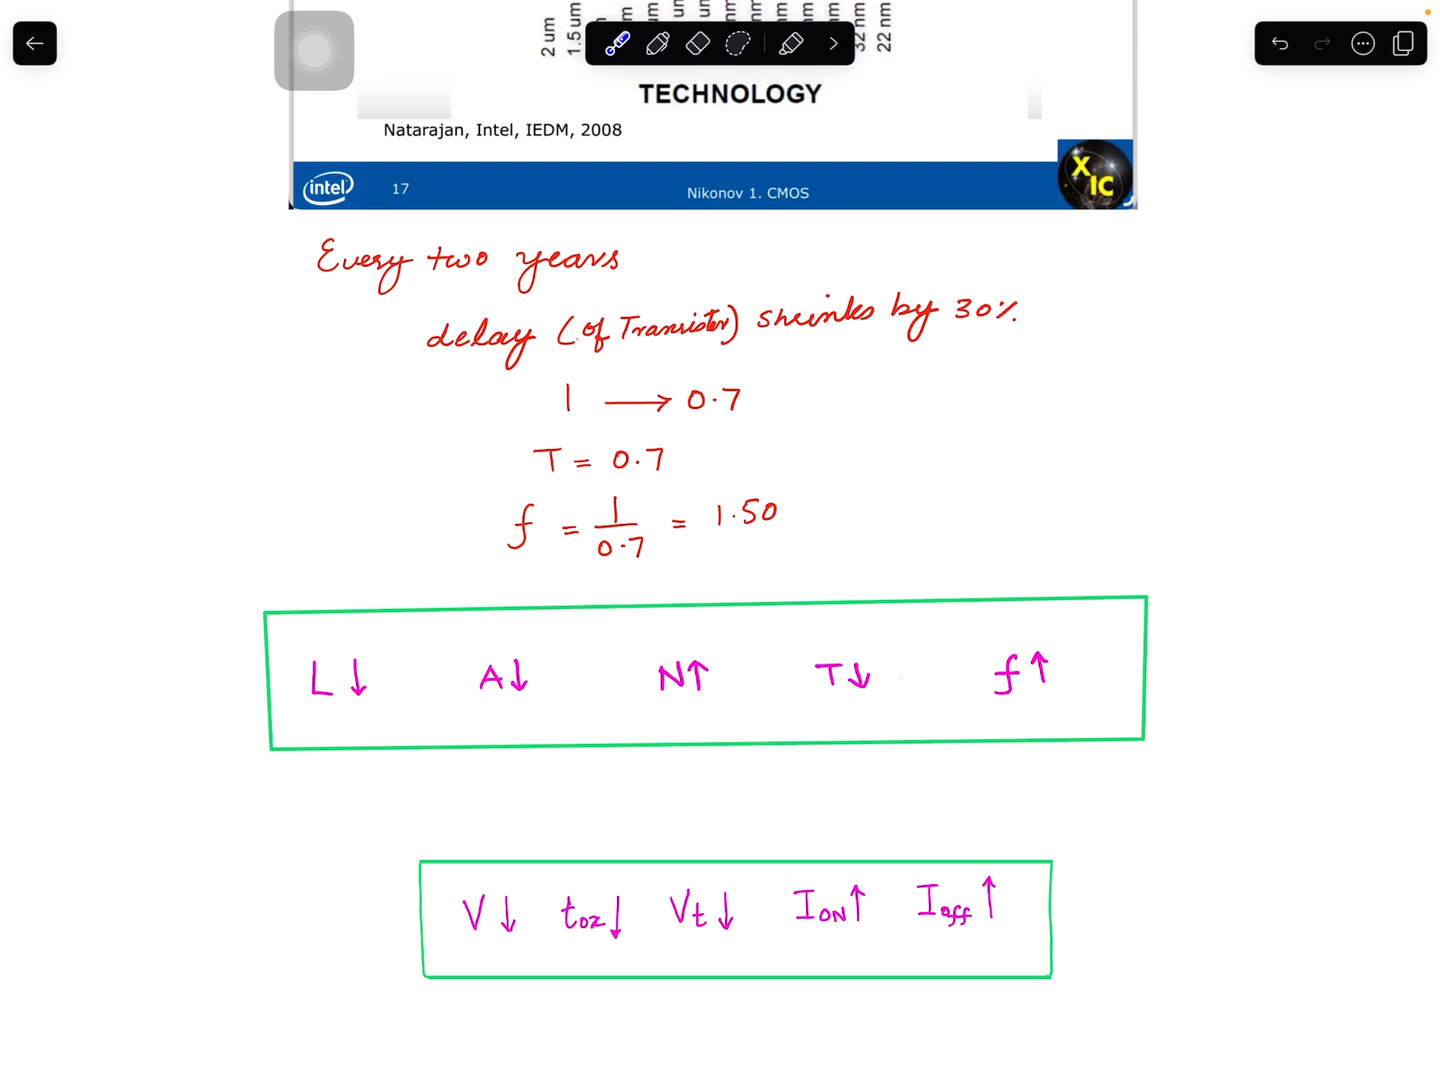 2 um
1.5 um
32 nm
22 nm
TECHNOLOGY
Natarajan, Intel, IEDM, 2008
intel
17
Nikonov 1. CMOS
X IC
Every two years
delay (of Transistor) shrinks by 30%
1 → 0.7
T = 0.7
f = 1/0.7 = 1.50
L↓ A↓ N↑ T↓ f↑
V↓ tox↓ Vt↓ ION↑ Ioff↑